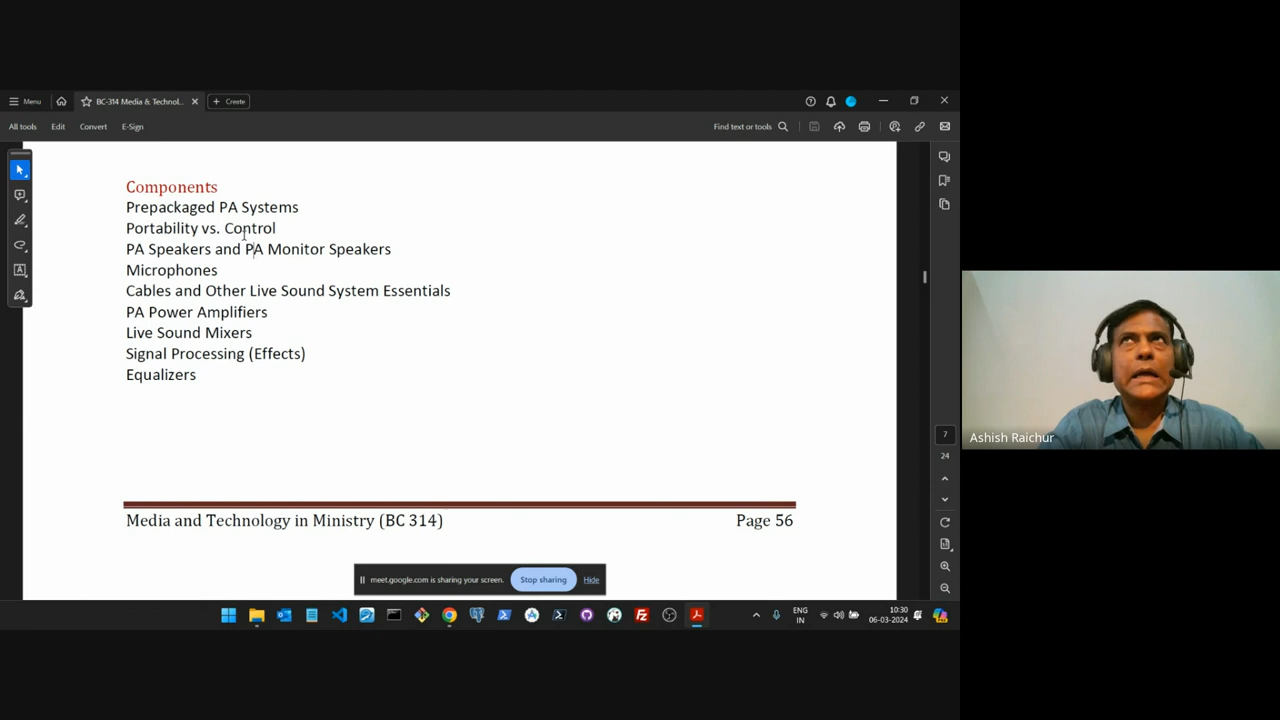 Menu
BC-314 Media & Technol...
Create
All tools
Edit
Convert
E-Sign
Find text or tools
Components
Prepackaged PA Systems
Portability vs. Control
PA Speakers and PA Monitor Speakers
Microphones
Cables and Other Live Sound System Essentials
PA Power Amplifiers
Live Sound Mixers
Signal Processing (Effects)
Equalizers
Media and Technology in Ministry (BC 314) Page 56
7
24
meet.google.com is sharing your screen. Stop sharing Hide
ENG
IN
10:30
06-03-2024
Ashish Raichur